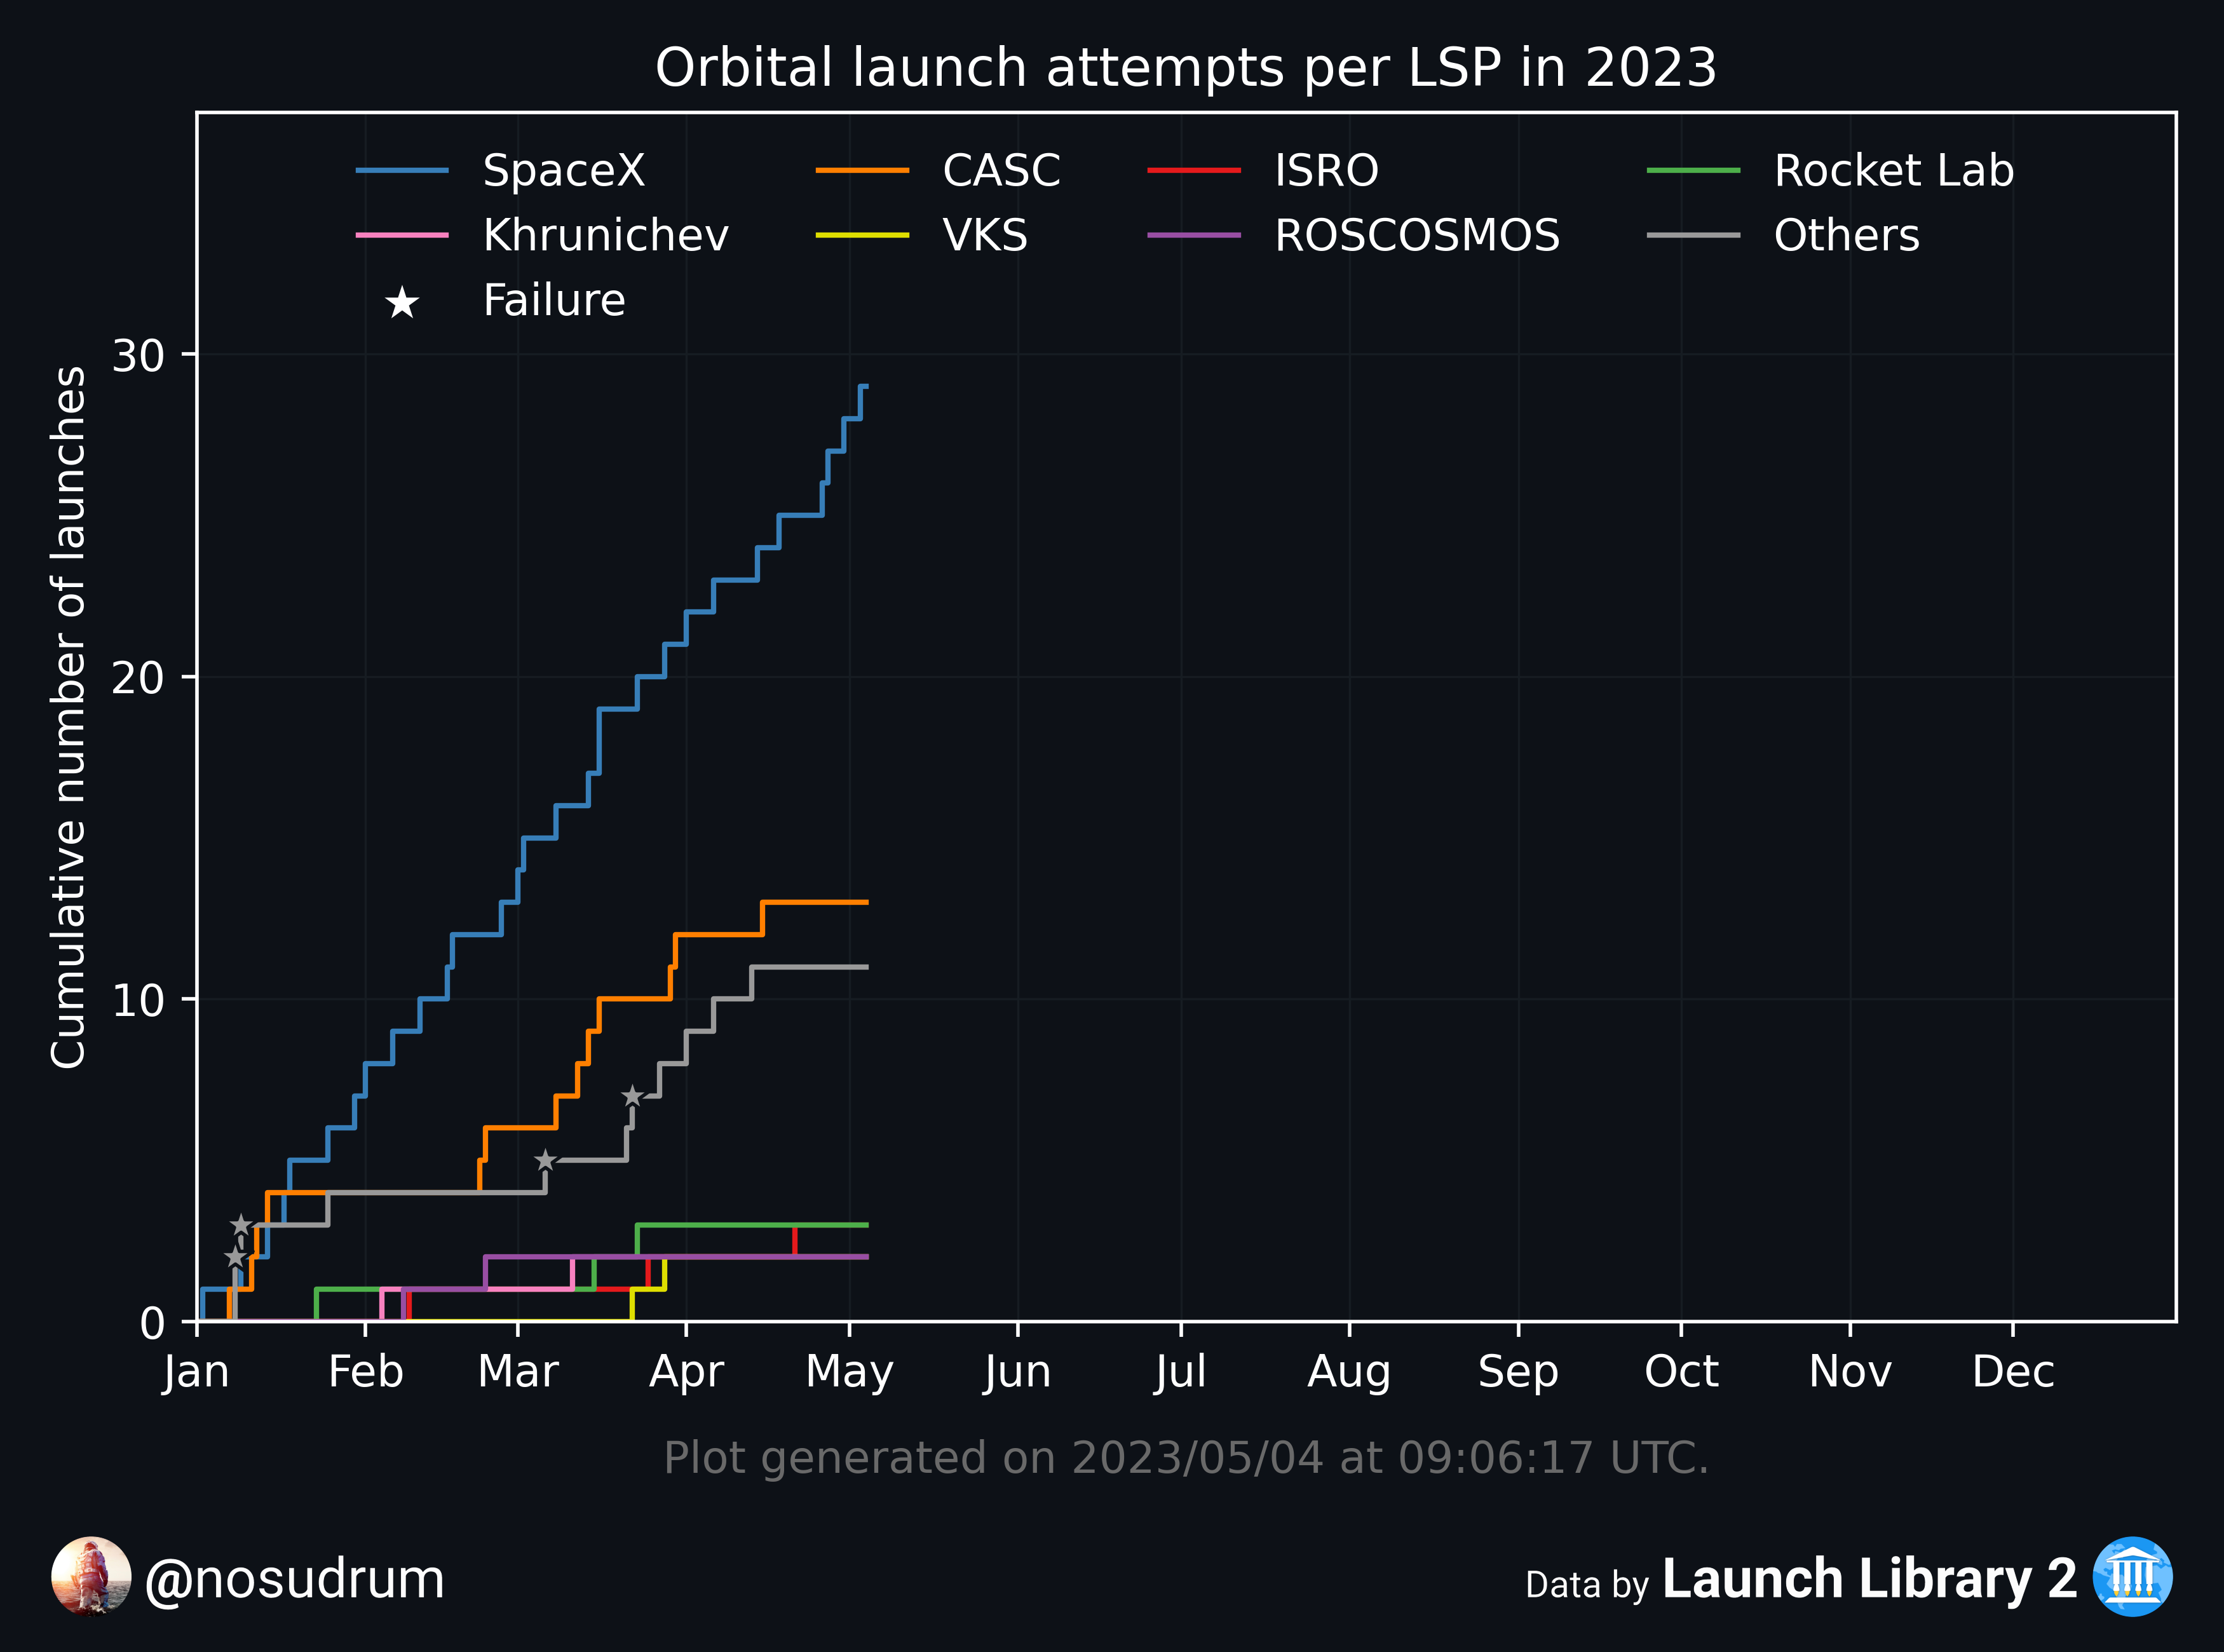 Orbital launch attempts per LSP in 2023
SpaceX CASC ISRO Rocket Lab
Khrunichev VKS ROSCOSMOS Others
Failure
Cumulative number of launches
30
20
10
0
Jan Feb Mar Apr May Jun Jul Aug Sep Oct Nov Dec
Plot generated on 2023/05/04 at 09:06:17 UTC.
@nosudrum
Data by Launch Library 2